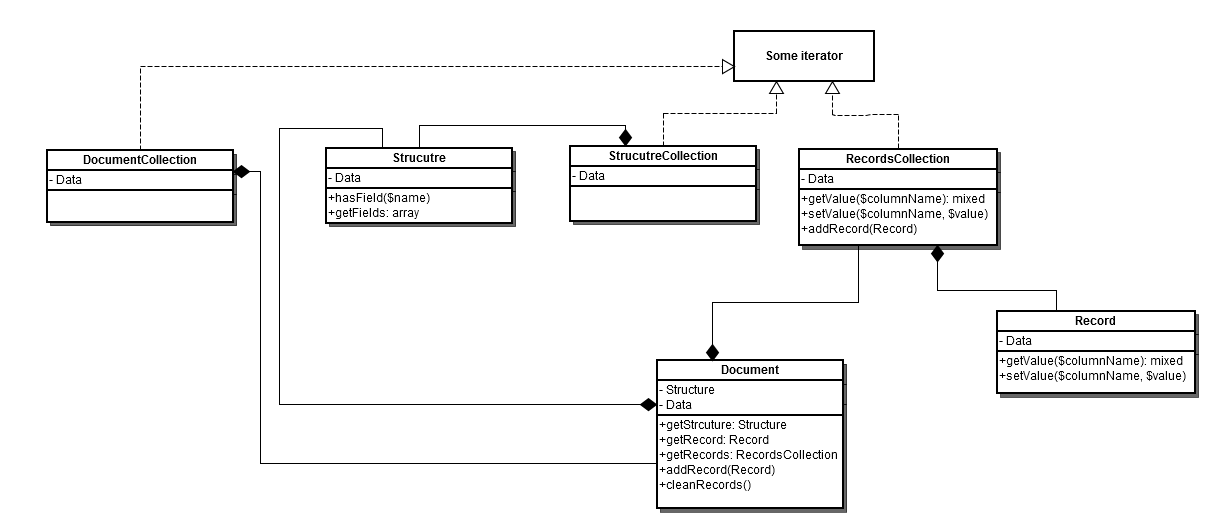 Some iterator
DocumentCollection
- Data
Strucutre
- Data
+hasField($name)
+getFields: array
StrucutreCollection
- Data
RecordsCollection
- Data
+getValue($columnName): mixed
+setValue($columnName, $value)
+addRecord(Record)
Record
- Data
+getValue($columnName): mixed
+setValue($columnName, $value)
Document
- Structure
- Data
+getStrcuture: Structure
+getRecord: Record
+getRecords: RecordsCollection
+addRecord(Record)
+cleanRecords()